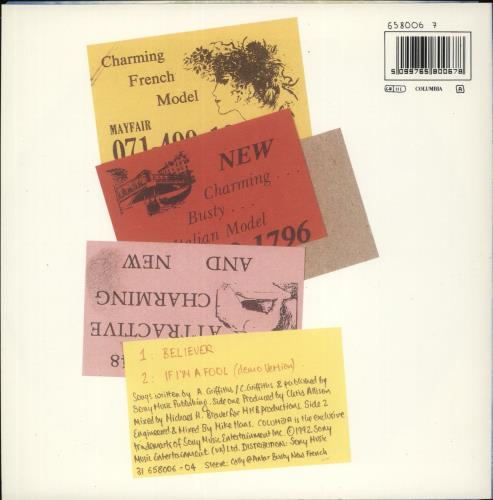 658006 7
5 099765 800678
COLUMBIA
A
Charming
French
Model
MAYFAIR
071 499
NEW
Charming . . .
Busty . . .
Italian Model
1796
AND NEW
CHARMING
ATTRACTIVE
48
1: BELIEVER
2: IF I'M A FOOL (demo version)
Songs written by A. Griffiths / C. Griffiths & published by
Sony Music Publishing. Side one Produced by Chris Allison
Mixed by Michael H. Brauer for MHB Productions. Side 2
Engineered & Mixed By Mike Hans. COLUMBIA is the exclusive
trademark of Sony Music Entertainment Inc. © 1992 Sony
Music Entertainment (UK) Ltd. DISTRIBUTION: Sony Music
31 658006-04 Sleeve: Cally @ Antar Busty New French